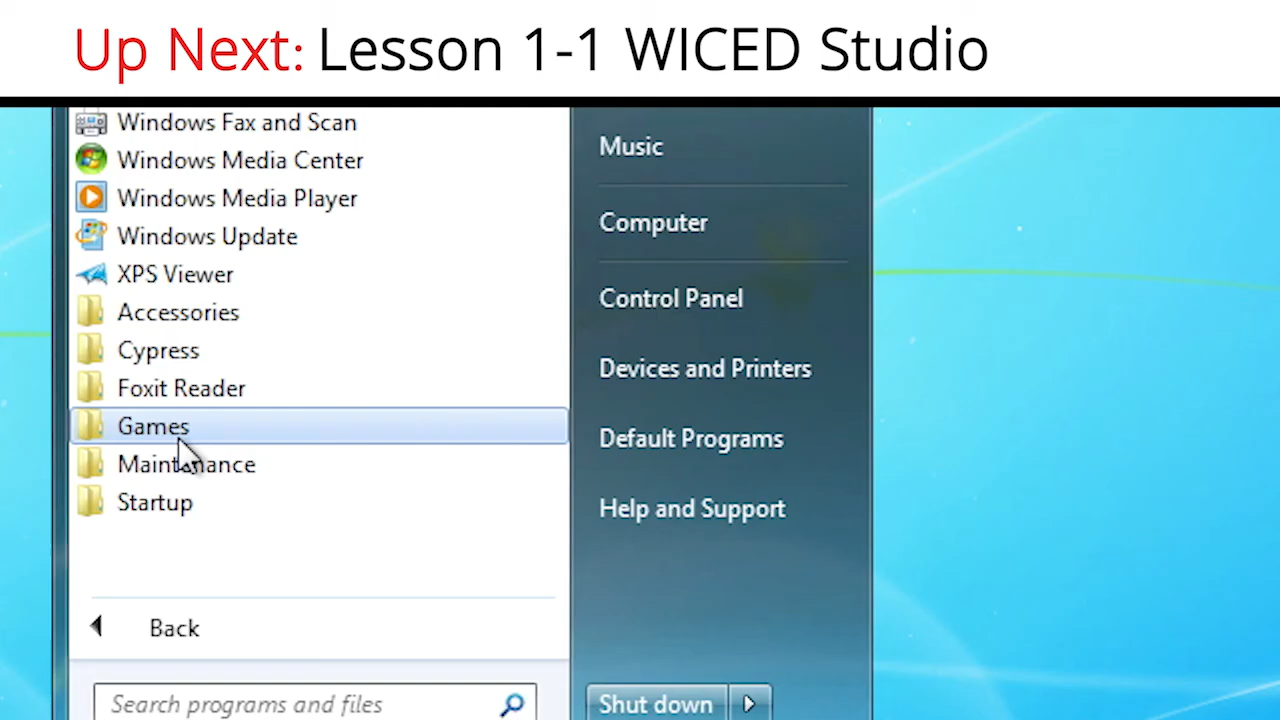 Up Next: Lesson 1-1 WICED Studio
Windows Fax and Scan
Windows Media Center
Windows Media Player
Windows Update
XPS Viewer
Accessories
Cypress
Foxit Reader
Games
Maintenance
Startup
Back
Search programs and files
Music
Computer
Control Panel
Devices and Printers
Default Programs
Help and Support
Shut down